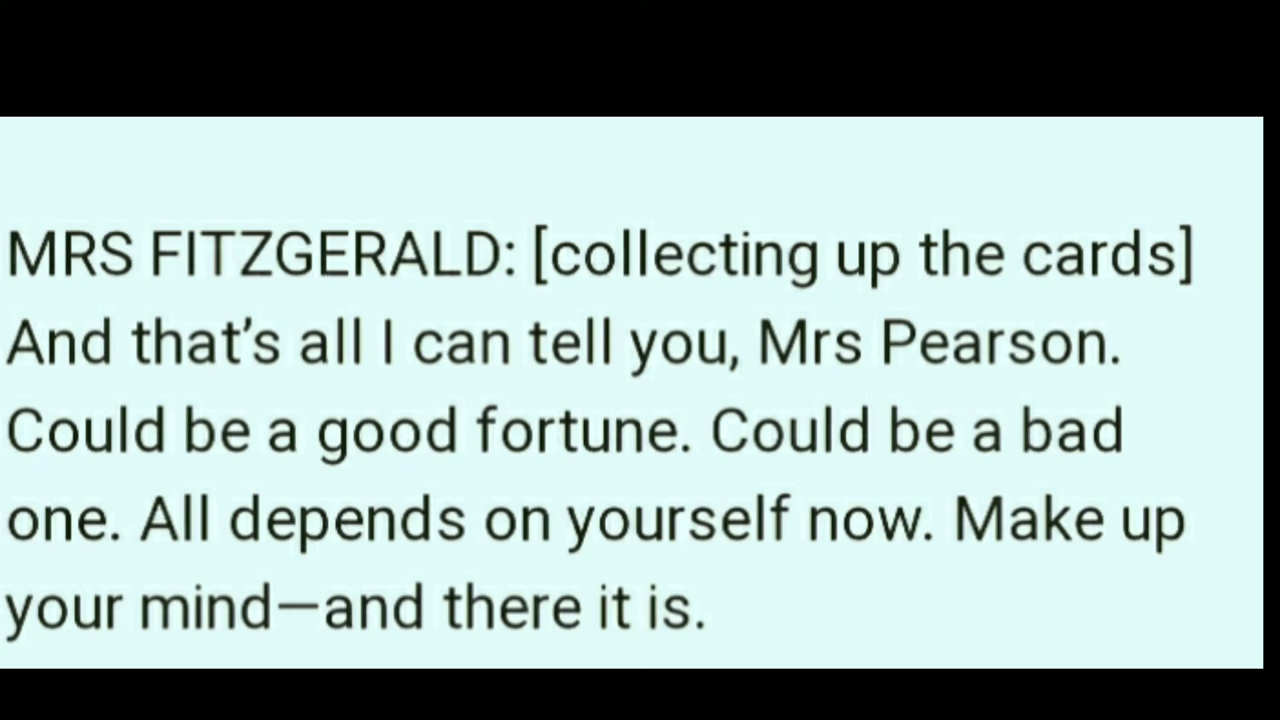 MRS FITZGERALD: [collecting up the cards]
And that’s all I can tell you, Mrs Pearson.
Could be a good fortune. Could be a bad
one. All depends on yourself now. Make up
your mind—and there it is.